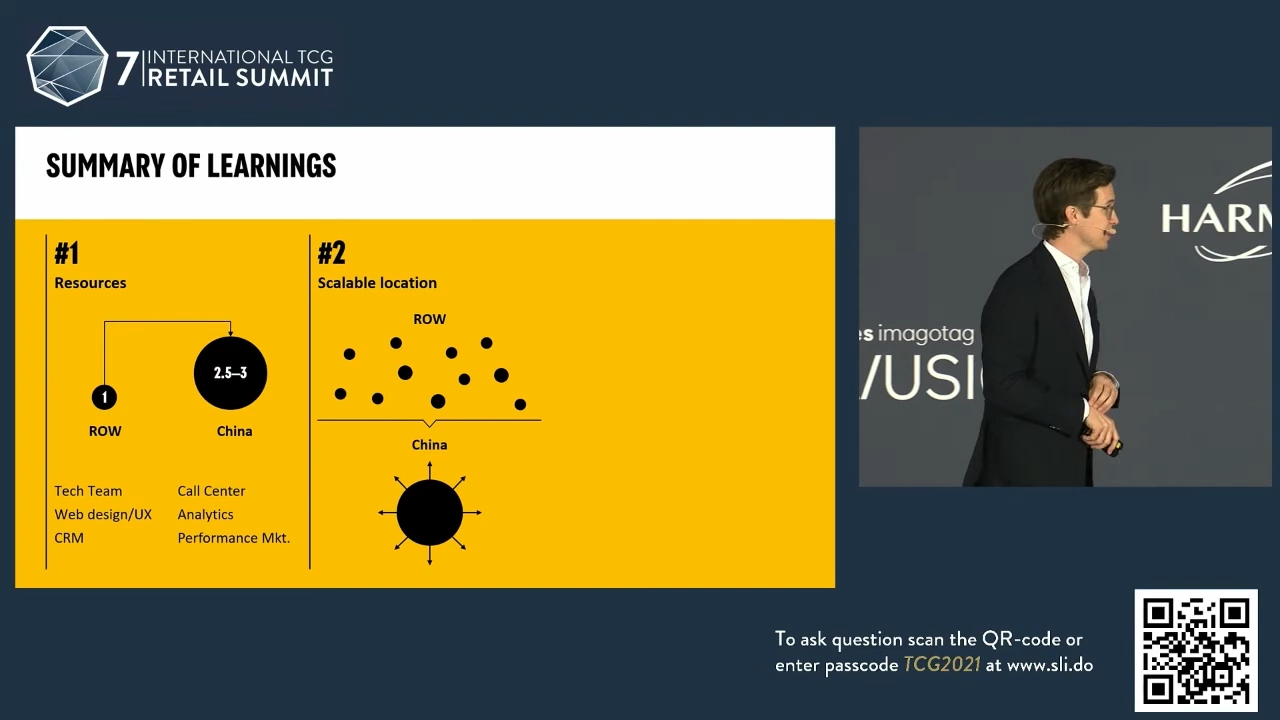 7 INTERNATIONAL TCG
RETAIL SUMMIT
SUMMARY OF LEARNINGS
#1
Resources
2.5–3
1
ROW
China
Tech Team
Call Center
Web design/UX
Analytics
CRM
Performance Mkt.
#2
Scalable location
ROW
China
HARM
es imagotag
VUSI
To ask question scan the QR-code or
enter passcode TCG2021 at www.sli.do